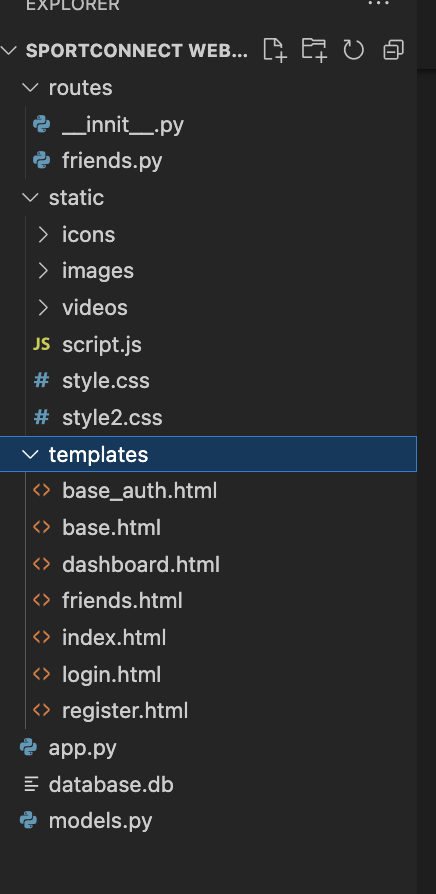 EXPLORER ...
SPORTCONNECT WEB...
routes
__innit__.py
friends.py
static
icons
images
videos
JS script.js
# style.css
# style2.css
templates
<> base_auth.html
<> base.html
<> dashboard.html
<> friends.html
<> index.html
<> login.html
<> register.html
app.py
database.db
models.py